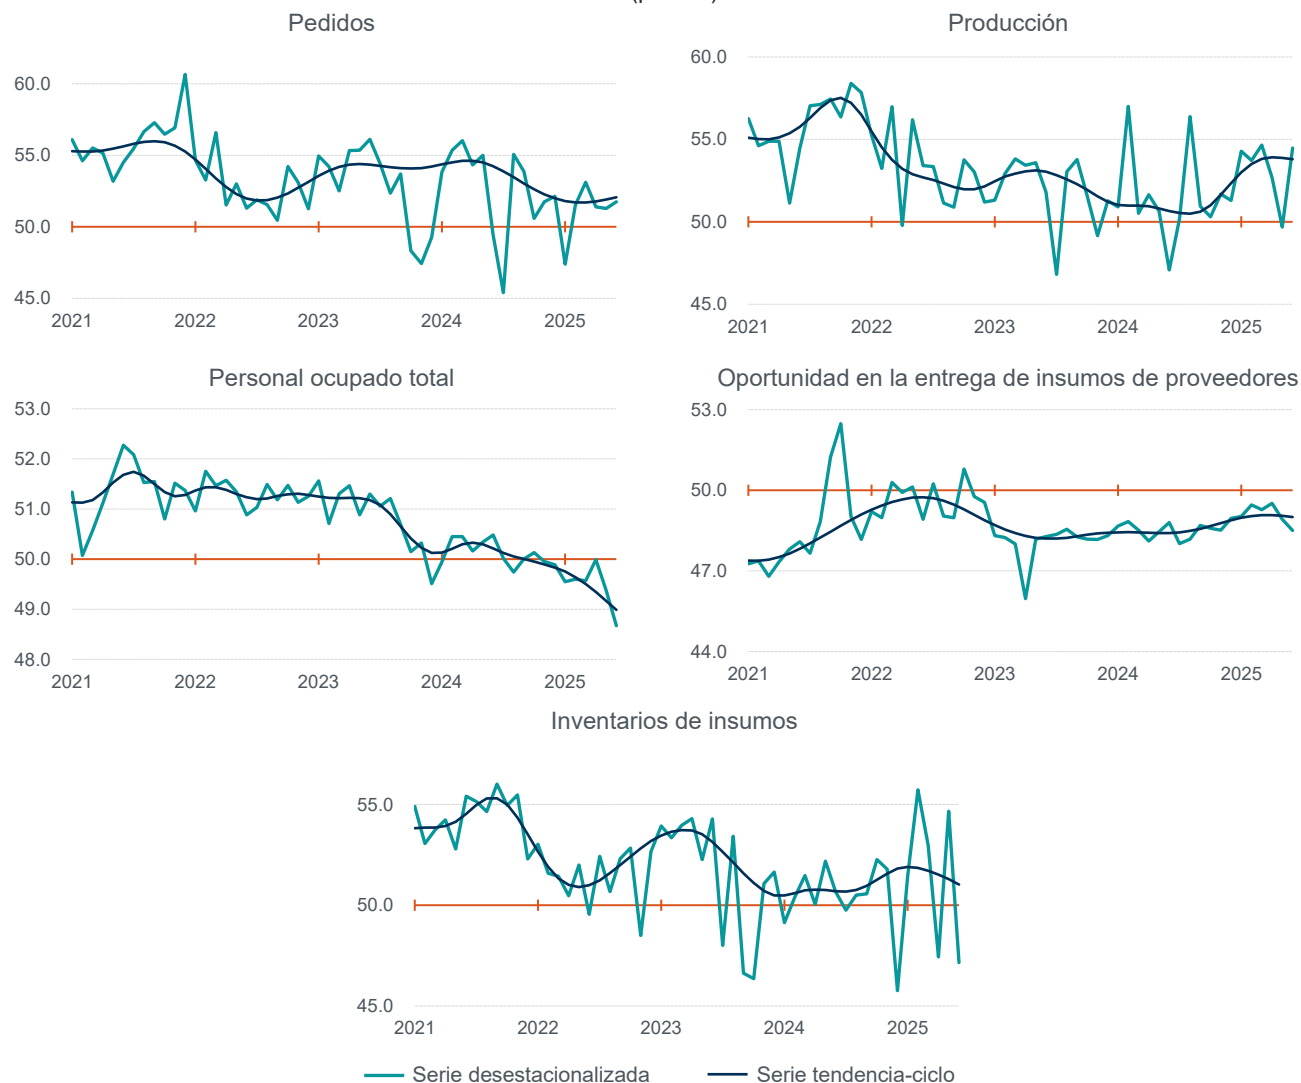 Pedidos
60.0
55.0
50.0
45.0
2021 2022 2023 2024 2025
Producción
60.0
55.0
50.0
45.0
2021 2022 2023 2024 2025
Personal ocupado total
53.0
52.0
51.0
50.0
49.0
48.0
2021 2022 2023 2024 2025
Oportunidad en la entrega de insumos de proveedores
53.0
50.0
47.0
44.0
2021 2022 2023 2024 2025
Inventarios de insumos
55.0
50.0
45.0
2021 2022 2023 2024 2025
Serie desestacionalizada Serie tendencia-ciclo